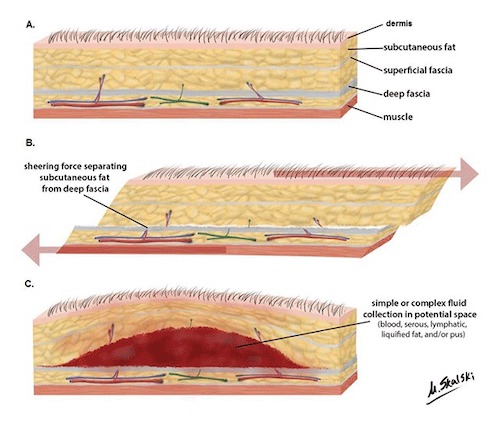 A.
dermis
subcutaneous fat
superficial fascia
deep fascia
muscle
B.
sheering force separating
subcutaneous fat
from deep fascia
C.
simple or complex fluid
collection in potential space
(blood, serous, lymphatic,
liquified fat, and/or pus)
M.Skalski